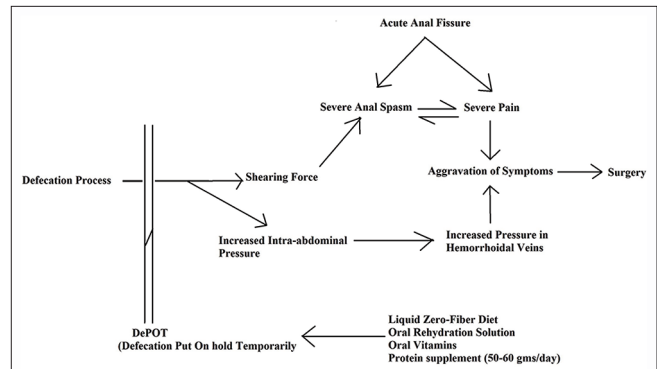 Acute Anal Fissure
Severe Anal Spasm
Severe Pain
Defecation Process
Shearing Force
Aggravation of Symptoms
Surgery
Increased Intra-abdominal
Pressure
Increased Pressure in
Hemorrhoidal Veins
DePOT
(Defecation Put On hold Temporarily
Liquid Zero-Fiber Diet
Oral Rehydration Solution
Oral Vitamins
Protein supplement (50-60 gms/day)